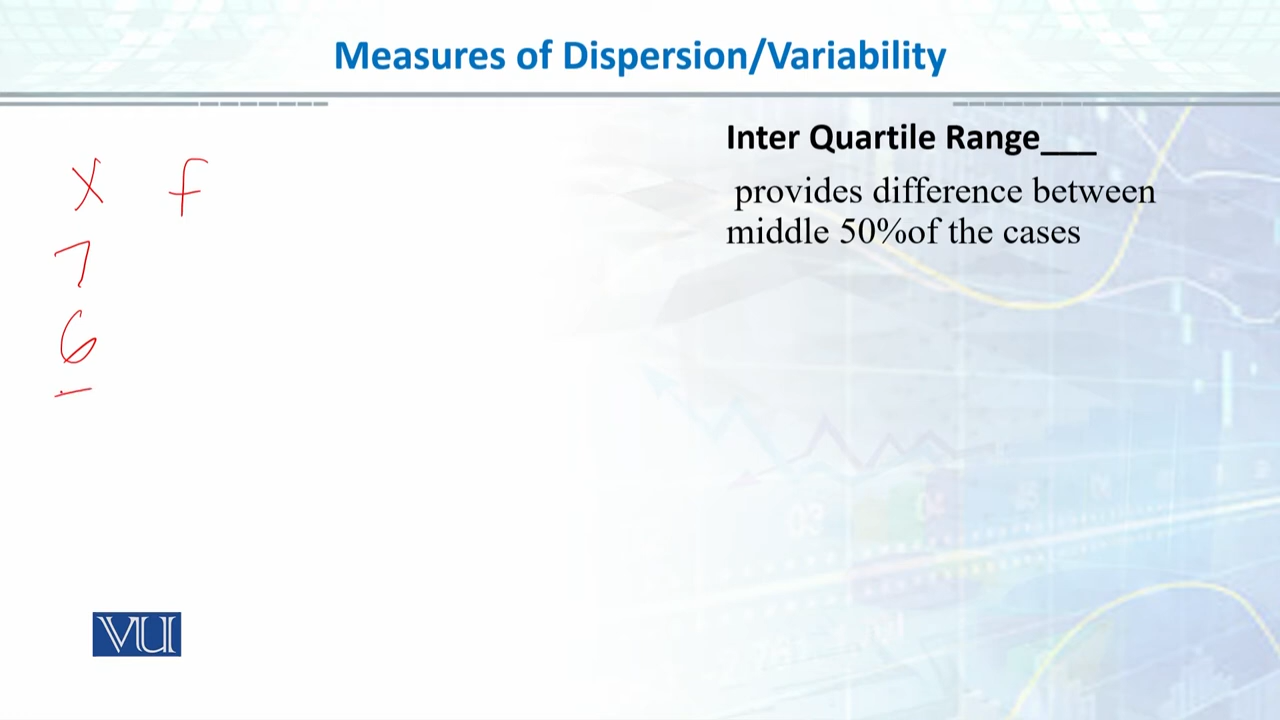 Measures of Dispersion/Variability
Inter Quartile Range___
provides difference between
middle 50%of the cases
X f
7
6
VU